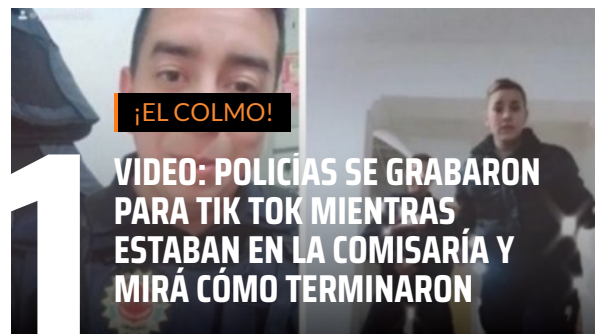 ¡EL COLMO!
1
VIDEO: POLICÍAS SE GRABARON
PARA TIK TOK MIENTRAS
ESTABAN EN LA COMISARÍA Y
MIRÁ CÓMO TERMINARON